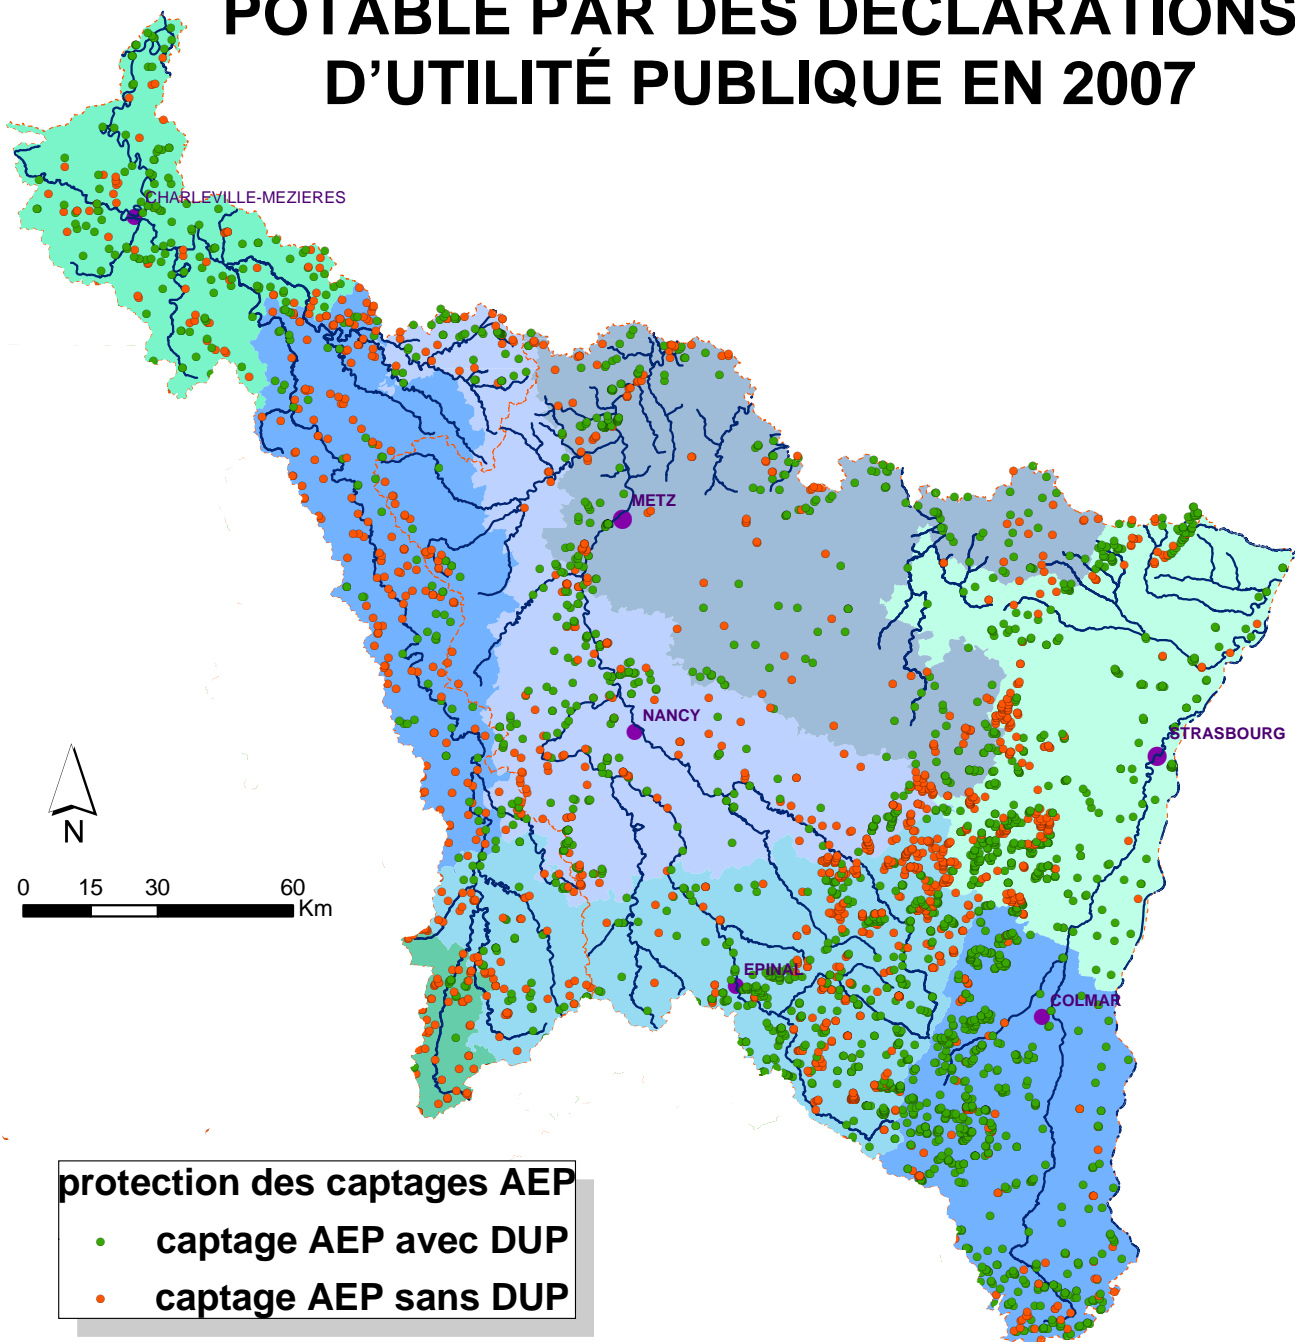 POTABLE PAR DES DÉCLARATIONS
D’UTILITÉ PUBLIQUE EN 2007
CHARLEVILLE-MEZIERES
METZ
NANCY
STRASBOURG
EPINAL
COLMAR
N
0 15 30 60
Km
protection des captages AEP
captage AEP avec DUP
captage AEP sans DUP